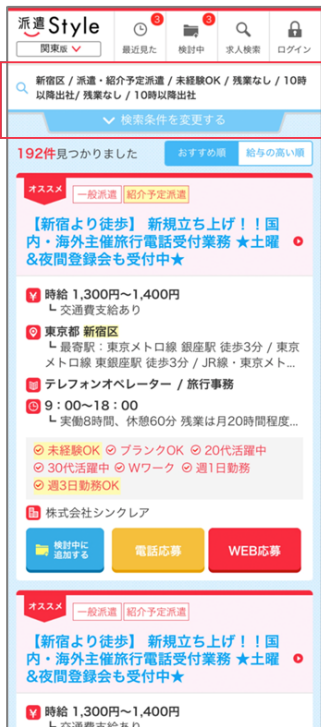 派遣Style
関東版
3
最近見た
3
検討中
求人検索
ログイン
新宿区 / 派遣・紹介予定派遣 / 未経験OK / 残業なし / 10時
以降出社/ 残業なし / 10時以降出社
検索条件を変更する
192件見つかりました
おすすめ順
給与の高い順
オススメ
一般派遣
紹介予定派遣
【新宿より徒歩】 新規立ち上げ！！国
内・海外主催旅行電話受付業務 ★土曜
&夜間登録会も受付中★
時給 1,300円〜1,400円
┗ 交通費支給あり
東京都 新宿区
┗ 最寄駅：東京メトロ線 銀座駅 徒歩3分 / 東京
メトロ線 東銀座駅 徒歩3分 / JR線・東京メト...
テレフォンオペレーター / 旅行事務
9：00〜18：00
┗ 実働8時間、休憩60分 残業は月20時間程度...
未経験OK ブランクOK 20代活躍中
30代活躍中 Wワーク 週1日勤務
週3日勤務OK
株式会社シンクレア
検討中に
追加する
電話応募
WEB応募
オススメ
一般派遣
紹介予定派遣
【新宿より徒歩】 新規立ち上げ！！国
内・海外主催旅行電話受付業務 ★土曜
&夜間登録会も受付中★
時給 1,300円〜1,400円
┗ 交通費支給あり